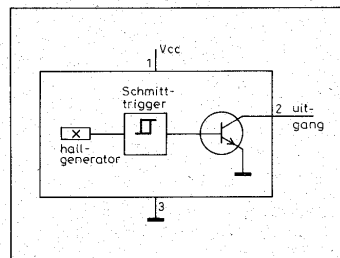 Vcc
1
Schmitt-
trigger
2
uit-
gang
hall-
generator
3